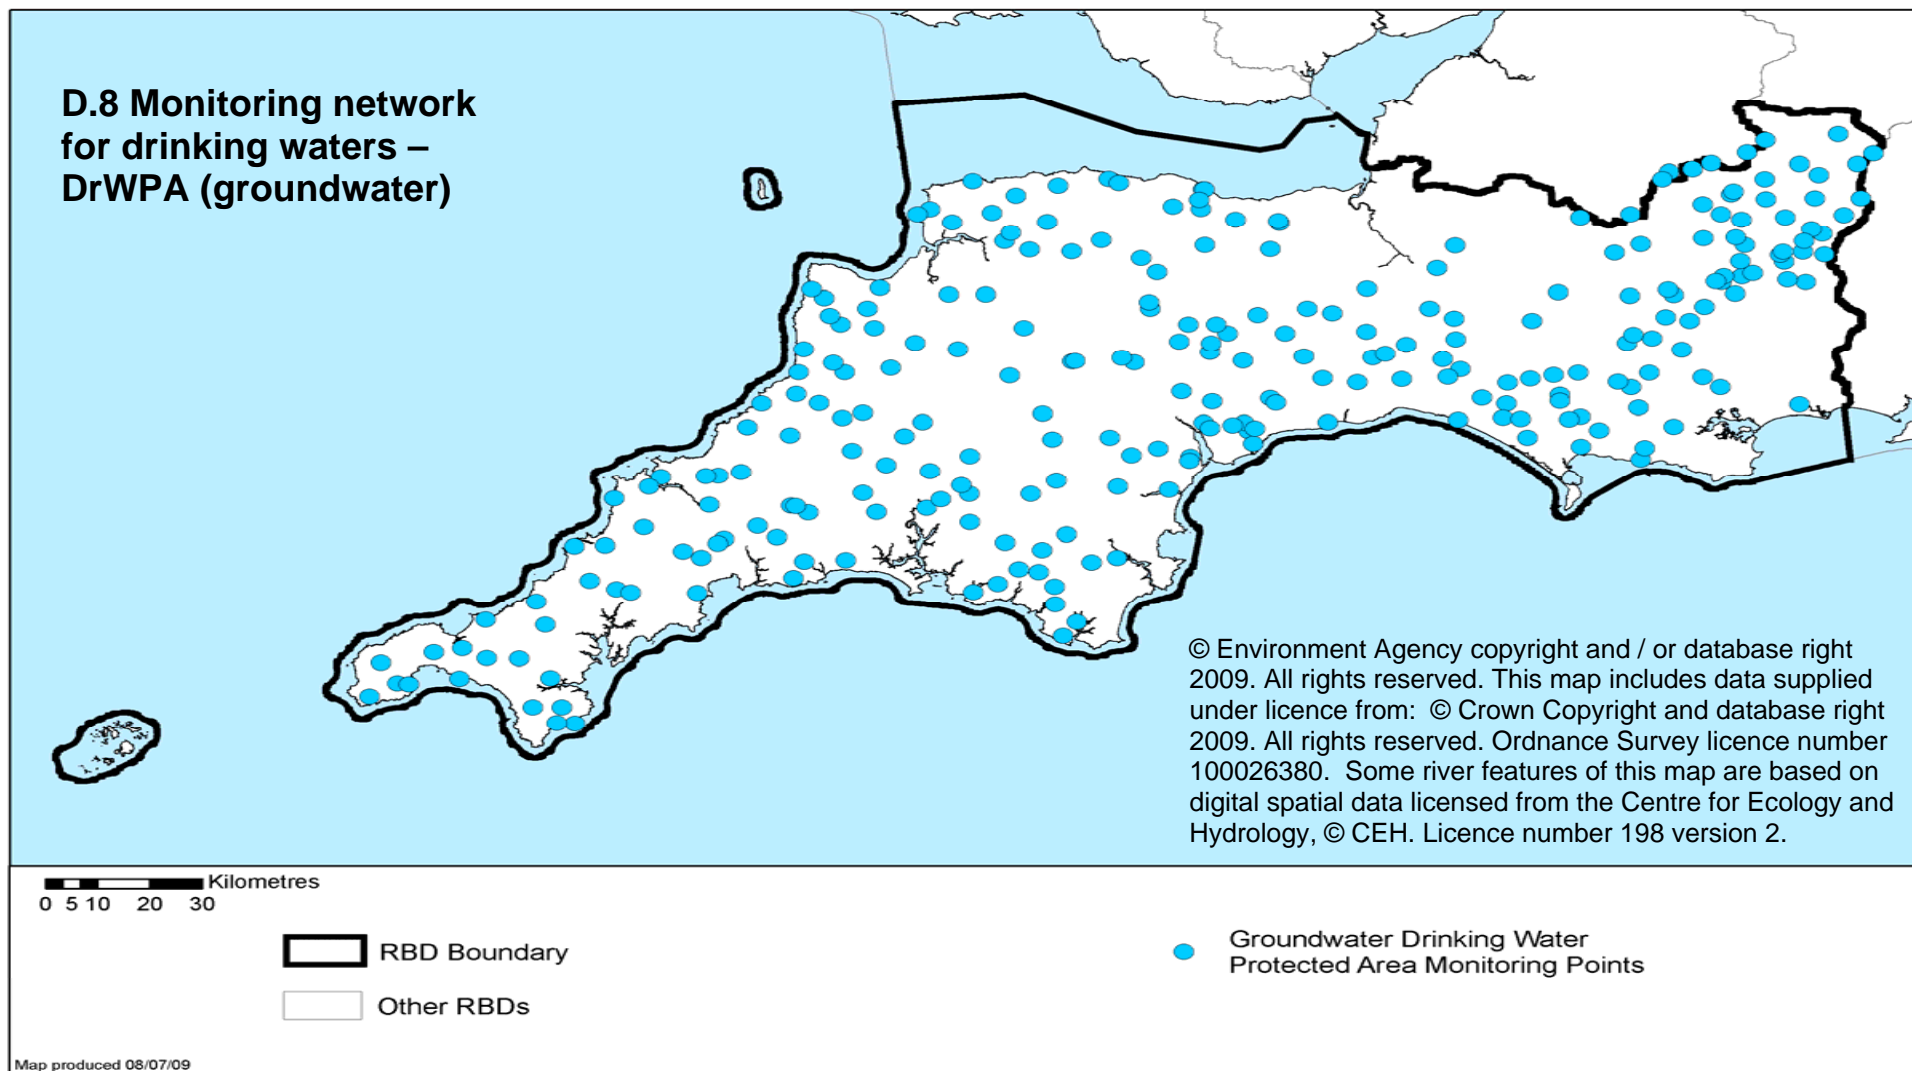 D.8 Monitoring network
for drinking waters –
DrWPA (groundwater)
© Environment Agency copyright and / or database right
2009. All rights reserved. This map includes data supplied
under licence from:  © Crown Copyright and database right
2009. All rights reserved. Ordnance Survey licence number
100026380.  Some river features of this map are based on
digital spatial data licensed from the Centre for Ecology and
Hydrology, © CEH. Licence number 198 version 2.
Kilometres
0 5 10 20 30
RBD Boundary
Other RBDs
Groundwater Drinking Water
Protected Area Monitoring Points
Map produced 08/07/09